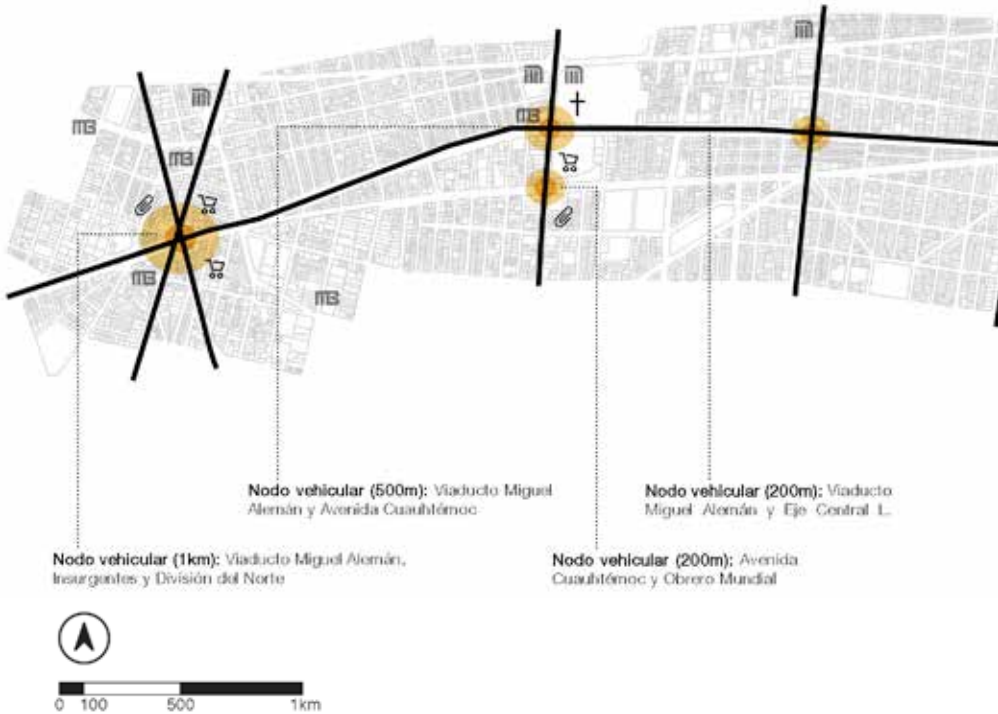 Nodo vehicular (500m): Viaducto Miguel
Alemán y Avenida Cuauhtémoc
Nodo vehicular (200m): Viaducto
Miguel Alemán y Eje Central L.
Nodo vehicular (1km): Viaducto Miguel Alemán,
Insurgentes y División del Norte
Nodo vehicular (200m): Avenida
Cuauhtémoc y Obrero Mundial
0 100 500 1km